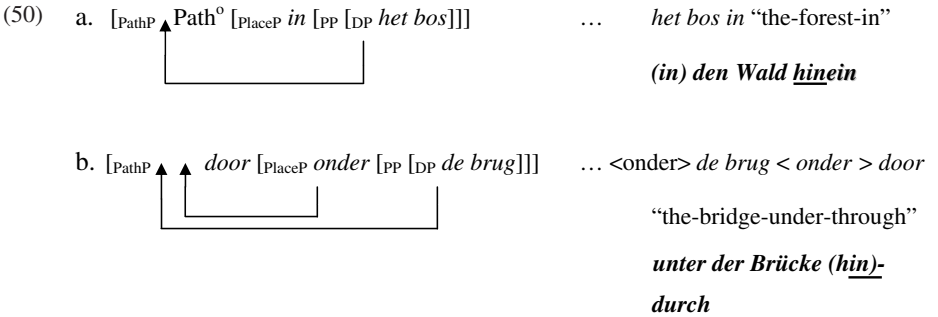 (50) a. [PathP Path° [PlaceP in [PP [DP het bos]]] … het bos in “the-forest-in”
(in) den Wald hinein
b. [PathP door [PlaceP onder [PP [DP de brug]]] … <onder> de brug < onder > door
“the-bridge-under-through”
unter der Brücke (hin)-
durch